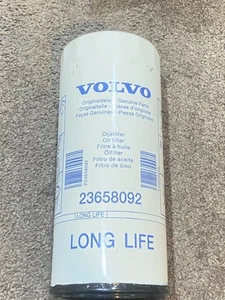 VOLVO
Originaldelar - Genuine Parts
Originalteile - Pièces d'origine
Peças Genuinas - Piezas Originales
Oljefilter
Oil filter
Filtre à huile
Ölfilter
Filtro de aceite
Filtro de óleo
23658092
LONG LIFE
LONG LIFE